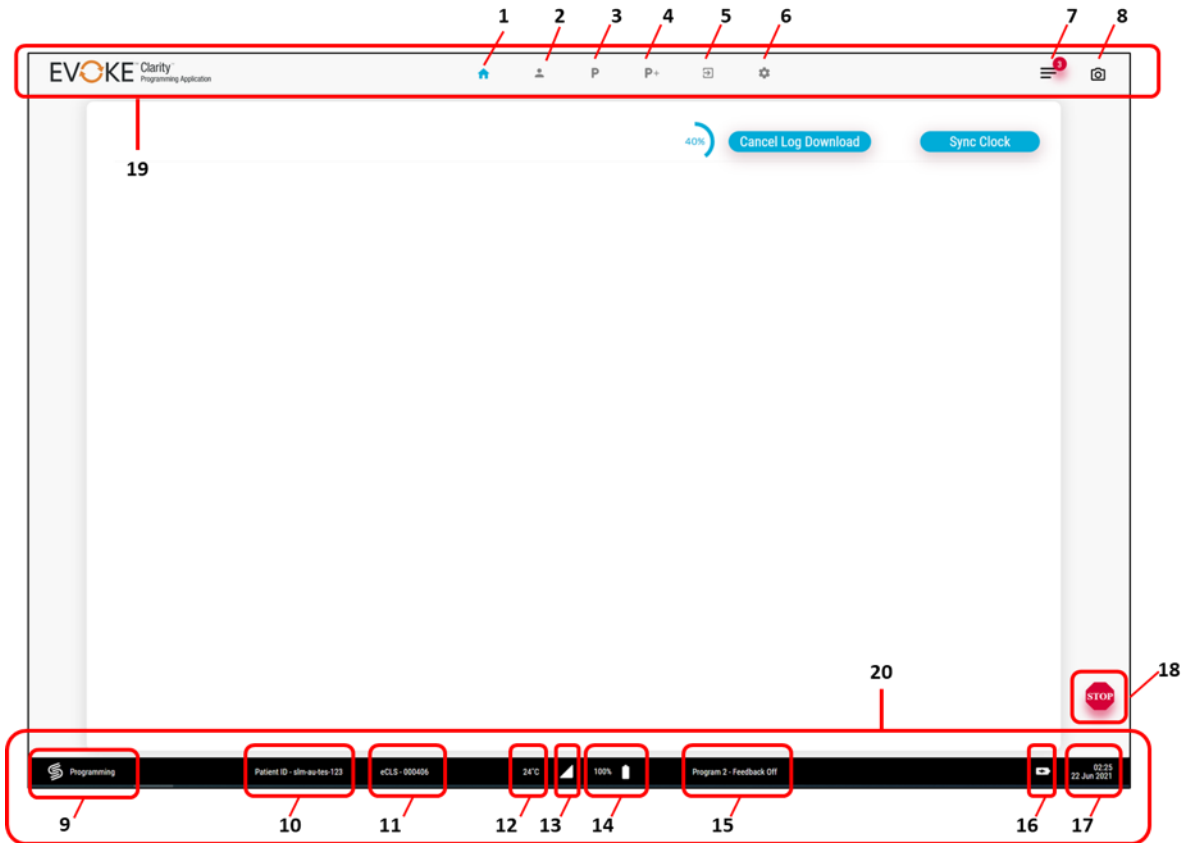 1 2 3 4 5 6 7 8
EVOKE™ Clarity™
Programming Application
P P+ 3
40% Cancel Log Download Sync Clock
19
20
18
STOP
Programming Patient ID - slm-au-tes-123 eCLS - 000406 24°C 100% Program 2 - Feedback Off 02:25
22 Jun 2021
9 10 11 12 13 14 15 16 17